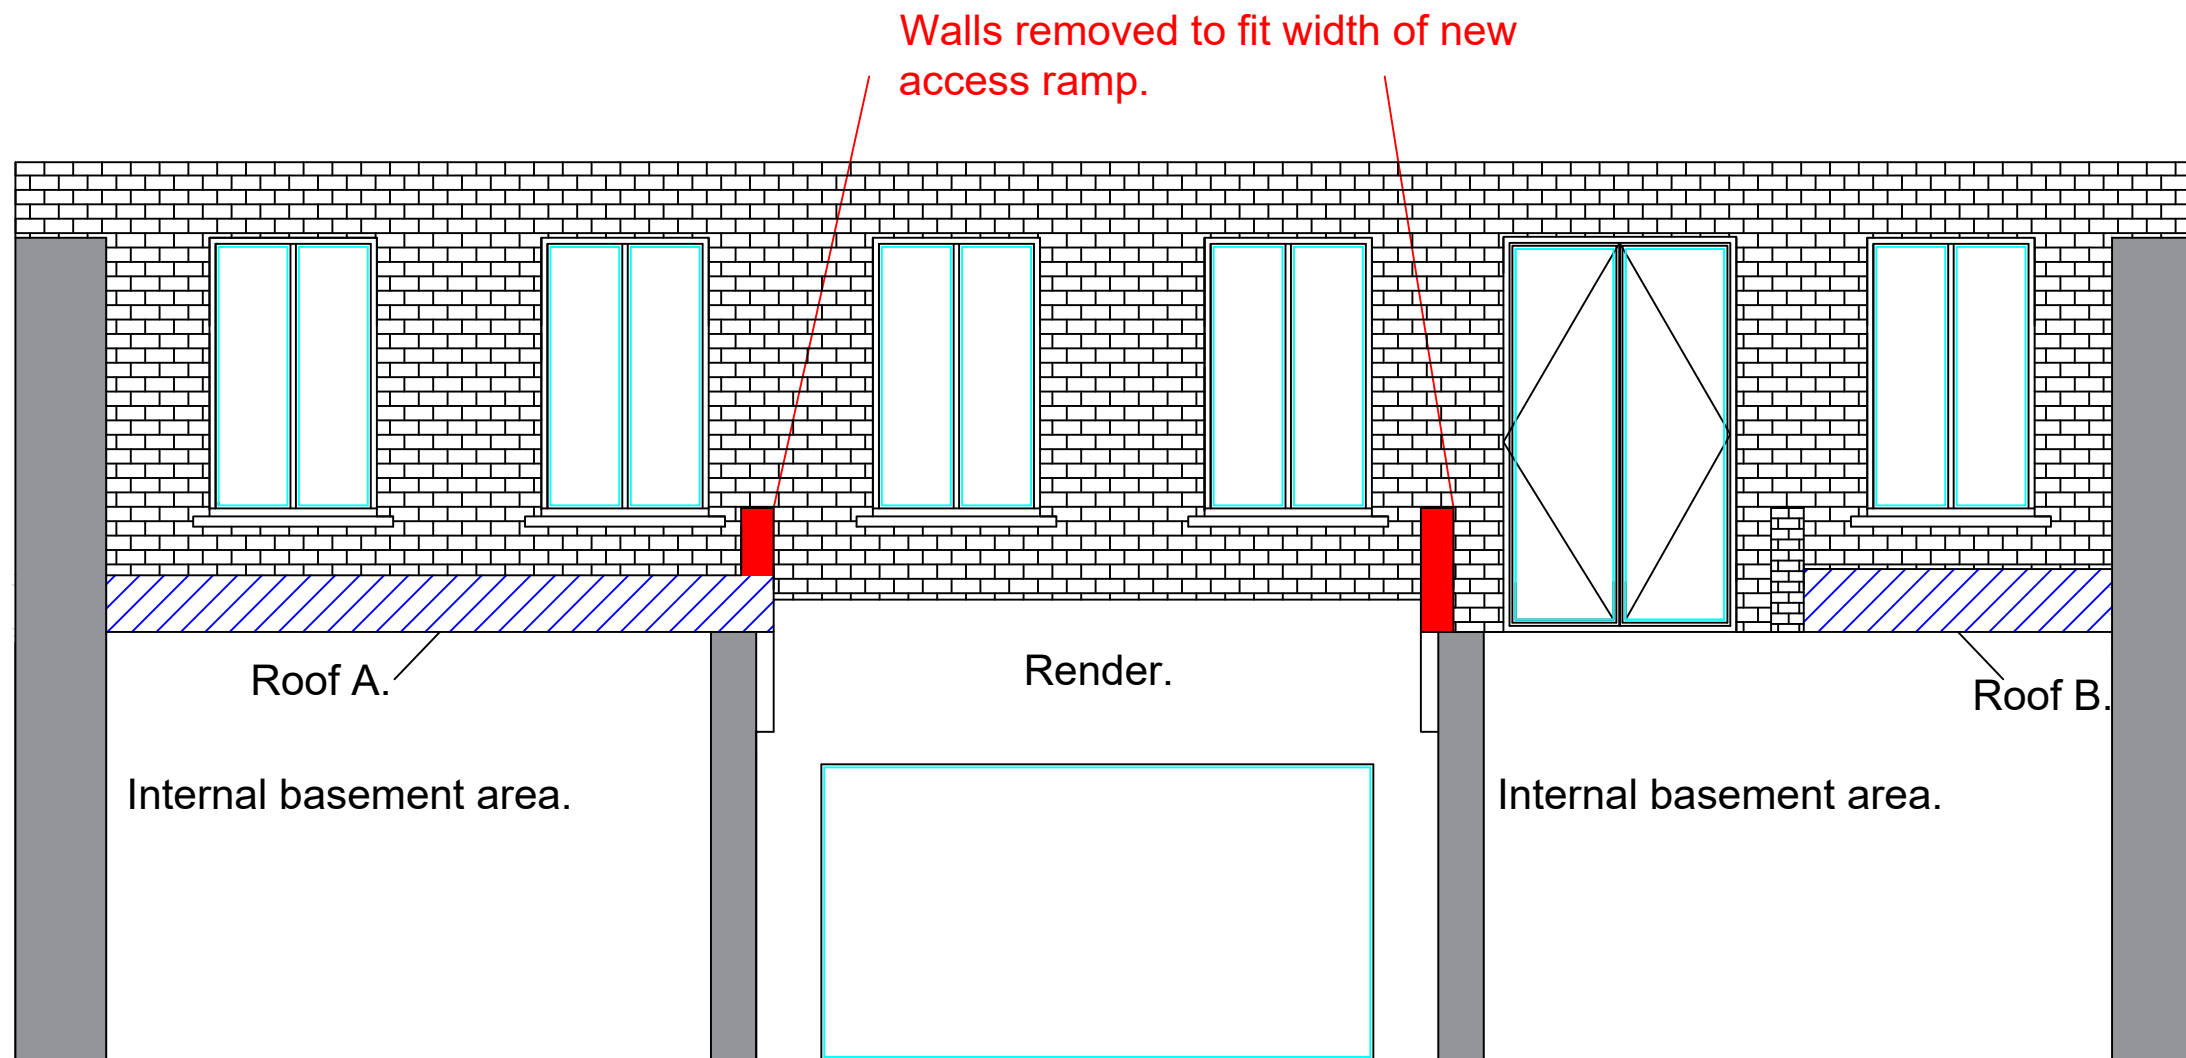 Walls removed to fit width of new
access ramp.
Roof A.
Render.
Roof B.
Internal basement area.
Internal basement area.